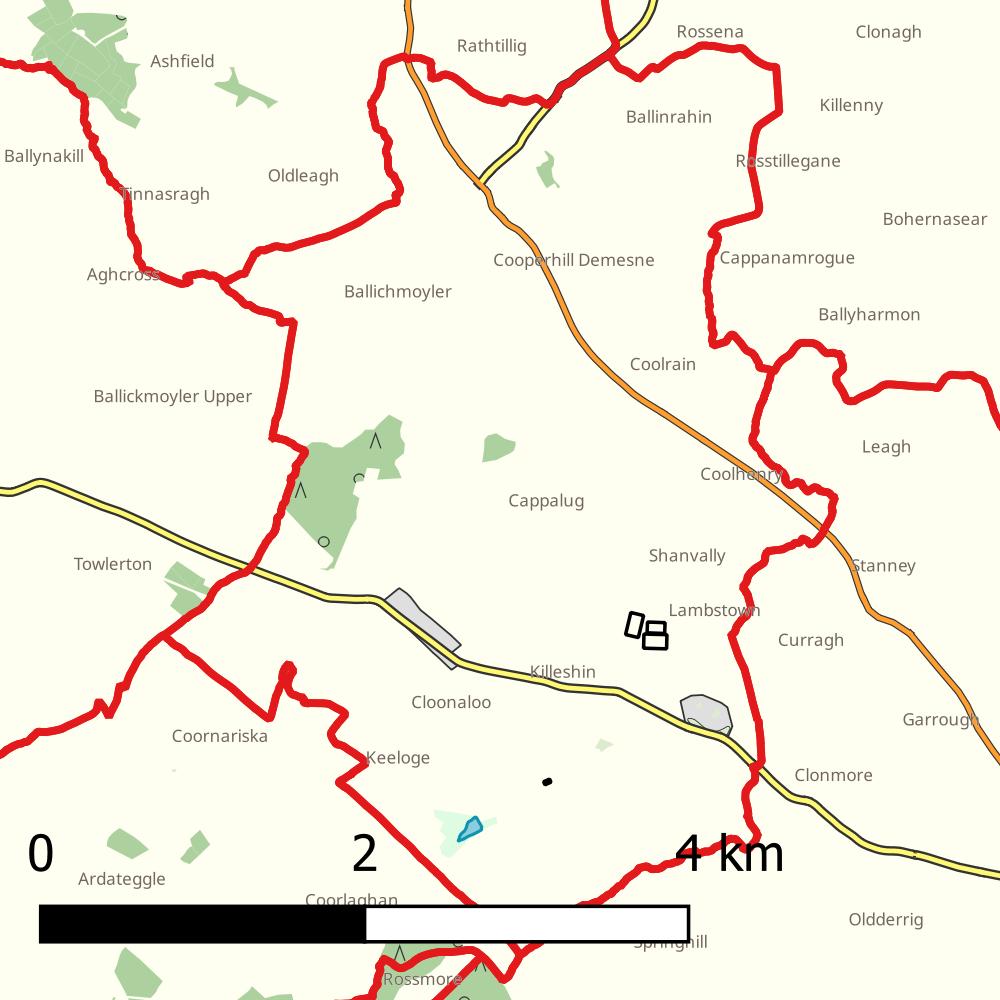 Rossena
Clonagh
Rathtillig
Ashfield
Killenny
Ballinrahin
Ballynakill
Rosstillegane
Oldleagh
Tinnasragh
Bohernasear
Cappanamrogue
Cooperhill Demesne
Aghcross
Ballichmoyler
Ballyharmon
Coolrain
Ballickmoyler Upper
Leagh
Coolhenry
Cappalug
Shanvally
Towlerton
Stanney
Lambstown
Curragh
Killeshin
Cloonaloo
Garrough
Coornariska
Keeloge
Clonmore
0 2 4 km
Ardateggle
Coorlaghan
Oldderrig
Springhill
Rossmore